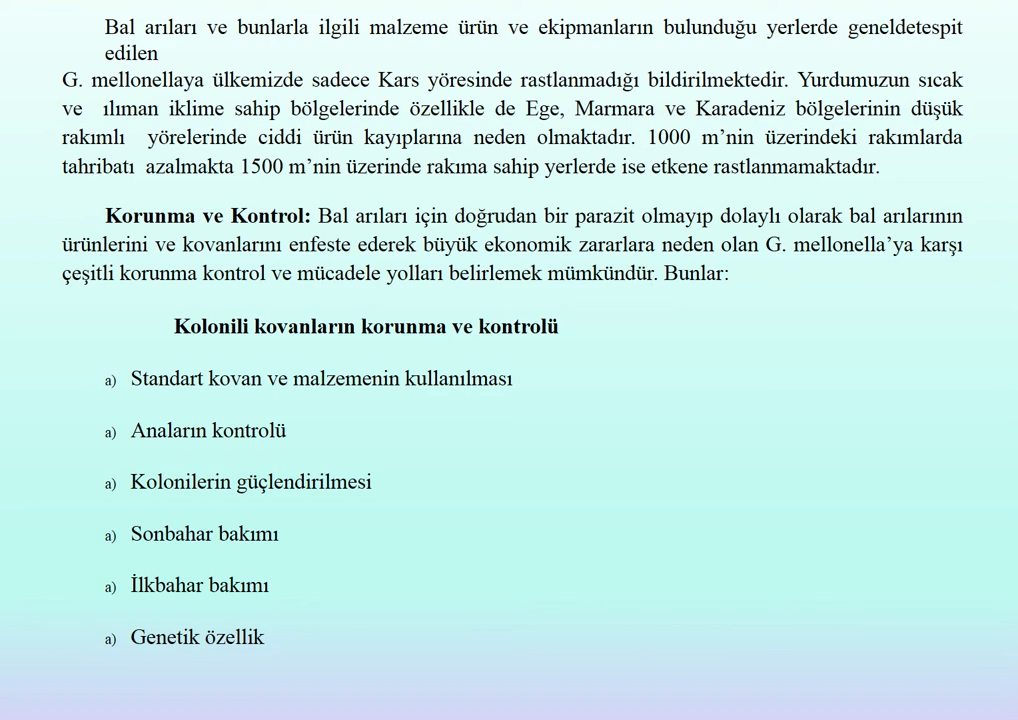 Bal arıları ve bunlarla ilgili malzeme ürün ve ekipmanların bulunduğu yerlerde geneldetespit
edilen
G. mellonellaya ülkemizde sadece Kars yöresinde rastlanmadığı bildirilmektedir. Yurdumuzun sıcak
ve ılıman iklime sahip bölgelerinde özellikle de Ege, Marmara ve Karadeniz bölgelerinin düşük
rakımlı yörelerinde ciddi ürün kayıplarına neden olmaktadır. 1000 m’nin üzerindeki rakımlarda
tahribatı azalmakta 1500 m’nin üzerinde rakıma sahip yerlerde ise etkene rastlanmamaktadır.
Korunma ve Kontrol: Bal arıları için doğrudan bir parazit olmayıp dolaylı olarak bal arılarının
ürünlerini ve kovanlarını enfeste ederek büyük ekonomik zararlara neden olan G. mellonella’ya karşı
çeşitli korunma kontrol ve mücadele yolları belirlemek mümkündür. Bunlar:
Kolonili kovanların korunma ve kontrolü
a) Standart kovan ve malzemenin kullanılması
a) Anaların kontrolü
a) Kolonilerin güçlendirilmesi
a) Sonbahar bakımı
a) İlkbahar bakımı
a) Genetik özellik